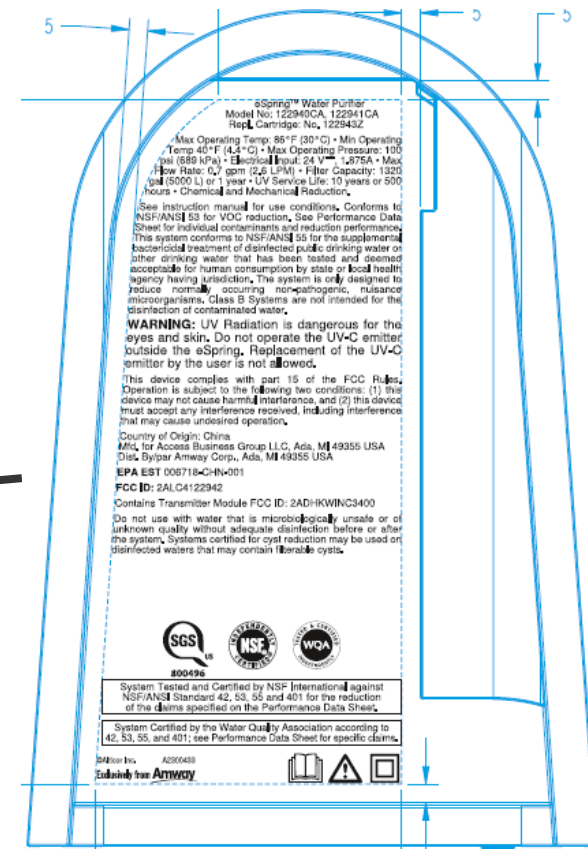 5
5
5
eSpring™ Water Purifier
Model No: 122940CA, 122941CA
Repl. Cartridge: No. 122943Z
Max Operating Temp: 86°F (30°C) • Min Operating
Temp 40°F (4.4°C) • Max Operating Pressure: 100
psi (689 kPa) • Electrical Input: 24 V⎓, 1.875A • Max
Flow Rate: 0.7 gpm (2.6 LPM) • Filter Capacity: 1320
gal (5000 L) or 1 year • UV Service Life: 10 years or 500
hours • Chemical and Mechanical Reduction.
See instruction manual for use conditions. Conforms to
NSF/ANSI 53 for VOC reduction. See Performance Data
Sheet for individual contaminants and reduction performance.
This system conforms to NSF/ANSI 55 for the supplemental
bactericidal treatment of disinfected public drinking water or
other drinking water that has been tested and deemed
acceptable for human consumption by state or local health
agency having jurisdiction. The system is only designed to
reduce normally occurring non-pathogenic, nuisance
microorganisms. Class B Systems are not intended for the
disinfection of contaminated water.
WARNING: UV Radiation is dangerous for the
eyes and skin. Do not operate the UV-C emitter
outside the eSpring. Replacement of the UV-C
emitter by the user is not allowed.
This device complies with part 15 of the FCC Rules.
Operation is subject to the following two conditions: (1) this
device may not cause harmful interference, and (2) this device
must accept any interference received, including interference
that may cause undesired operation.
Country of Origin: China
Mfd. for Access Business Group LLC, Ada, MI 49355 USA
Dist. By/par Amway Corp., Ada, MI 49355 USA
EPA EST 006718-CHN-001
FCC ID: 2ALC4122942
Contains Transmitter Module FCC ID: 2ADHKWINC3400
Do not use with water that is microbiologically unsafe or of
unknown quality without adequate disinfection before or after
the system. Systems certified for cyst reduction may be used on
disinfected waters that may contain filterable cysts.
SGS
US
800496
INDEPENDENTLY
NSF
CERTIFIED
TESTED & CERTIFIED
WQA
INDEPENDENTLY
System Tested and Certified by NSF International against
NSF/ANSI Standard 42, 53, 55 and 401 for the reduction
of the claims specified on the Performance Data Sheet.
System Certified by the Water Quality Association according to
42, 53, 55, and 401; see Performance Data Sheet for specific claims.
©Alticor Inc. A2300433
Exclusively from Amway